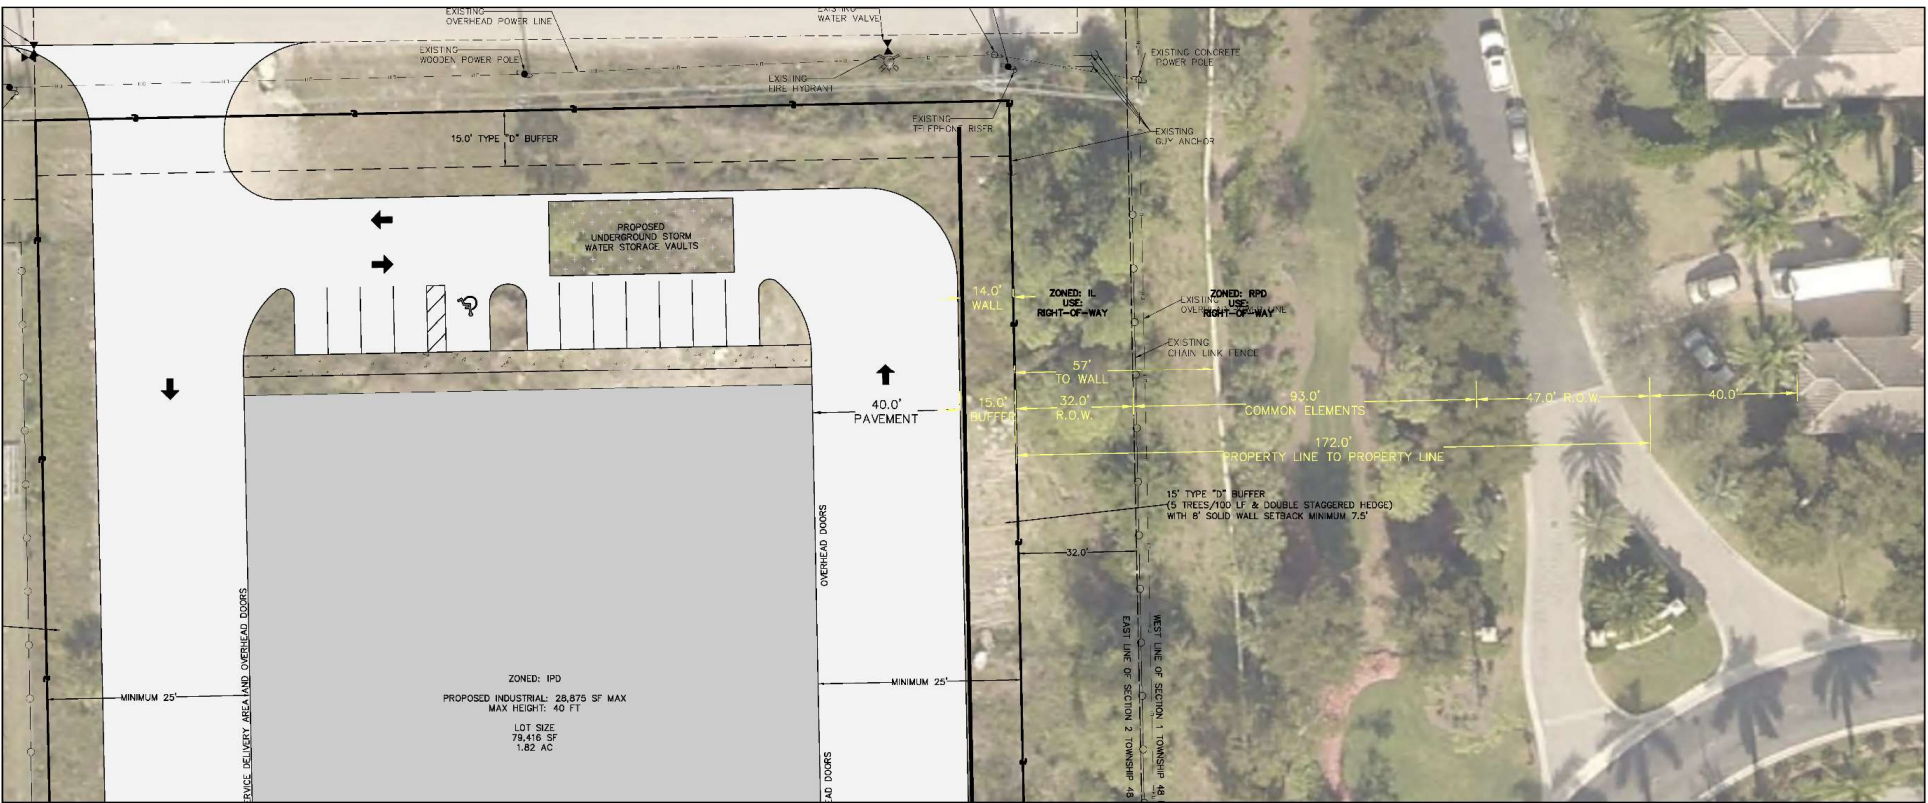 EXISTING
OVERHEAD POWER LINE
EXISTING
WATER VALVE
EXISTING
WOODEN POWER POLE
EXISTING
FIRE HYDRANT
EXISTING CONCRETE
POWER POLE
EXISTING
TELEPHONE RISER
EXISTING
GUY ANCHOR
15.0' TYPE "D" BUFFER
PROPOSED
UNDERGROUND STORM
WATER STORAGE VAULTS
14.0'
WALL
ZONED: IL
USE:
RIGHT-OF-WAY
ZONED: RPD
USE:
RIGHT-OF-WAY
EXISTING
LINE
EXISTING
CHAIN LINK FENCE
57'
TO WALL
40.0'
PAVEMENT
15.0'
BUFFER
32.0'
R.O.W.
93.0'
COMMON ELEMENTS
47.0' R.O.W.
40.0'
172.0'
PROPERTY LINE TO PROPERTY LINE
15' TYPE "D" BUFFER
(5 TREES/100 LF & DOUBLE STAGGERED HEDGE)
WITH 8' SOLID WALL SETBACK MINIMUM 7.5'
32.0'
OVERHEAD DOORS
SERVICE DELIVERY AREA AND OVERHEAD DOORS
EAST LINE OF SECTION 2 TOWNSHIP 48
WEST LINE OF SECTION 1 TOWNSHIP 48
MINIMUM 25'
MINIMUM 25'
ZONED: IPD
PROPOSED INDUSTRIAL: 28,875 SF MAX
MAX HEIGHT: 40 FT
LOT SIZE
79,416 SF
1.82 AC
EAD DOORS